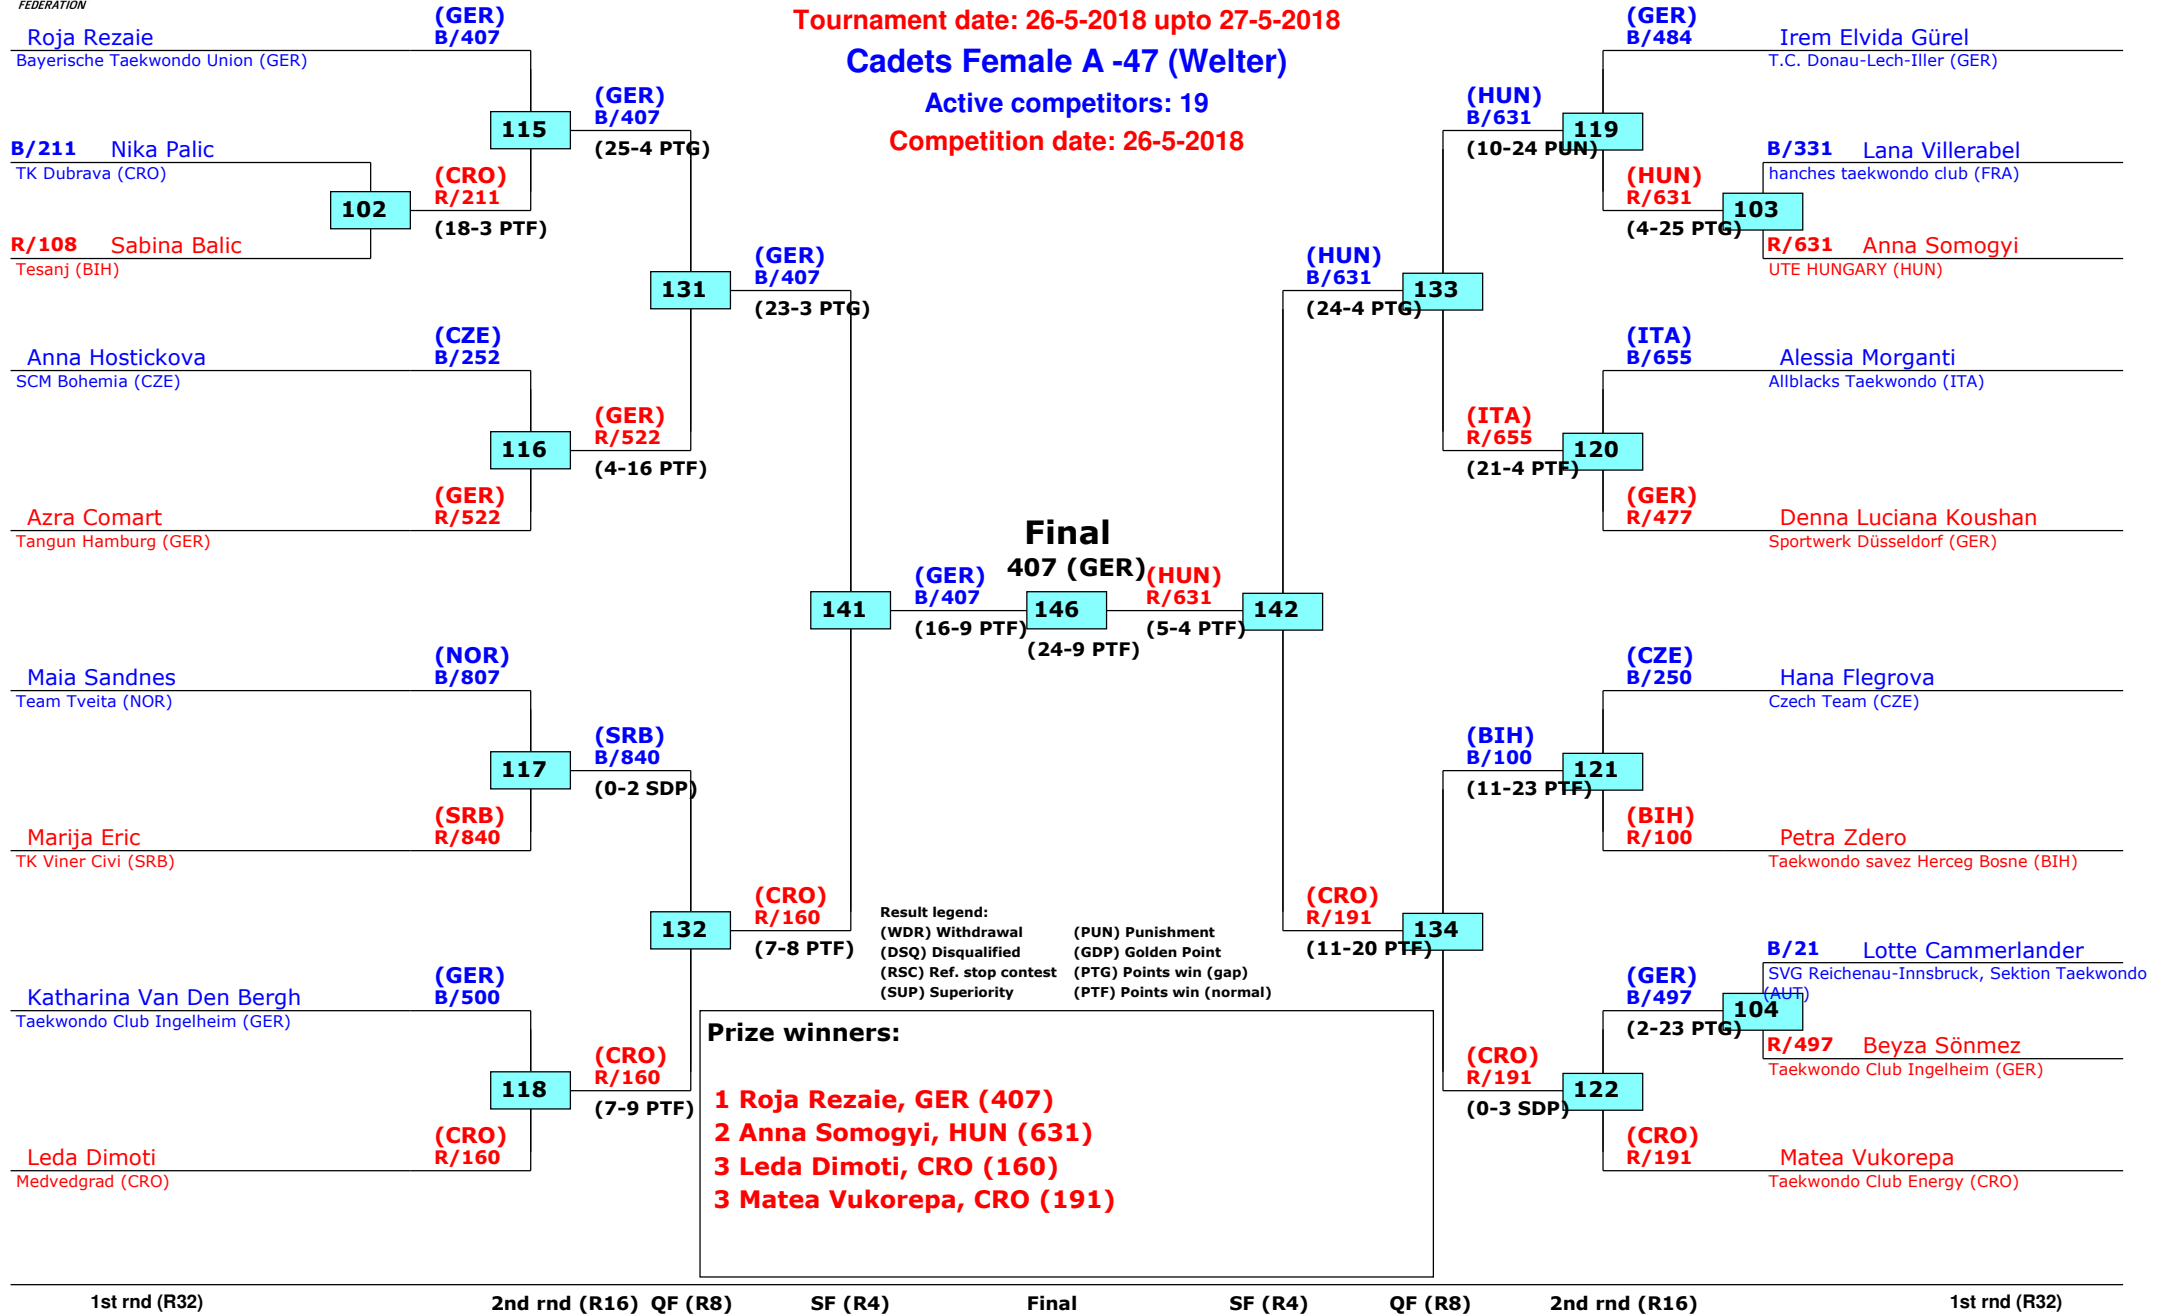 FEDERATION
Tournament date: 26-5-2018 upto 27-5-2018
Cadets Female A -47 (Welter)
Active competitors: 19
Competition date: 26-5-2018
Roja Rezaie
Bayerische Taekwondo Union (GER)
(GER)
B/407
B/211 Nika Palic
TK Dubrava (CRO)
R/108 Sabina Balic
Tesanj (BIH)
102
(CRO)
R/211
(18-3 PTF)
115
(GER)
B/407
(25-4 PTG)
Anna Hostickova
SCM Bohemia (CZE)
(CZE)
B/252
Azra Comart
Tangun Hamburg (GER)
(GER)
R/522
116
(GER)
R/522
(4-16 PTF)
131
(GER)
B/407
(23-3 PTG)
Maia Sandnes
Team Tveita (NOR)
(NOR)
B/807
Marija Eric
TK Viner Civi (SRB)
(SRB)
R/840
117
(SRB)
B/840
(0-2 SDP)
Katharina Van Den Bergh
Taekwondo Club Ingelheim (GER)
(GER)
B/500
Leda Dimoti
Medvedgrad (CRO)
(CRO)
R/160
118
(CRO)
R/160
(7-9 PTF)
132
(CRO)
R/160
(7-8 PTF)
141
(GER)
B/407
(16-9 PTF)
Final
407 (GER)
146
(24-9 PTF)
(HUN)
R/631
(5-4 PTF)
142
(HUN)
B/631
(24-4 PTG)
133
(HUN)
B/631
(10-24 PUN)
119
(GER)
B/484
Irem Elvida Gürel
T.C. Donau-Lech-Iller (GER)
(HUN)
R/631
(4-25 PTG)
103
B/331 Lana Villerabel
hanches taekwondo club (FRA)
R/631 Anna Somogyi
UTE HUNGARY (HUN)
(ITA)
R/655
(21-4 PTF)
120
(ITA)
B/655
Alessia Morganti
Allblacks Taekwondo (ITA)
(GER)
R/477
Denna Luciana Koushan
Sportwerk Düsseldorf (GER)
(CRO)
R/191
(11-20 PTF)
134
(BIH)
B/100
(11-23 PTF)
121
(CZE)
B/250
Hana Flegrova
Czech Team (CZE)
(BIH)
R/100
Petra Zdero
Taekwondo savez Herceg Bosne (BIH)
(CRO)
R/191
(0-3 SDP)
122
(GER)
B/497
(2-23 PTG)
104
B/21 Lotte Cammerlander
SVG Reichenau-Innsbruck, Sektion Taekwondo
(AUT)
R/497 Beyza Sönmez
Taekwondo Club Ingelheim (GER)
(CRO)
R/191
Matea Vukorepa
Taekwondo Club Energy (CRO)
Result legend:
(WDR) Withdrawal (PUN) Punishment
(DSQ) Disqualified (GDP) Golden Point
(RSC) Ref. stop contest (PTG) Points win (gap)
(SUP) Superiority (PTF) Points win (normal)
Prize winners:
1 Roja Rezaie, GER (407)
2 Anna Somogyi, HUN (631)
3 Leda Dimoti, CRO (160)
3 Matea Vukorepa, CRO (191)
1st rnd (R32) 2nd rnd (R16) QF (R8) SF (R4) Final SF (R4) QF (R8) 2nd rnd (R16) 1st rnd (R32)